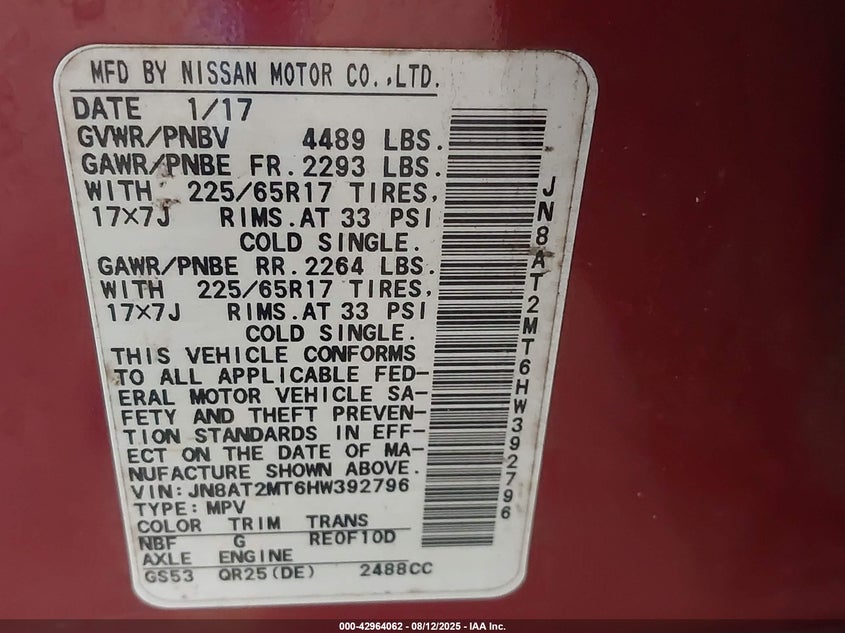 MFD BY NISSAN MOTOR CO.,LTD.
DATE 1/17
GVWR/PNBV 4489 LBS.
GAWR/PNBE FR.2293 LBS.
WITH 225/65R17 TIRES,
17×7J RIMS.AT 33 PSI
COLD SINGLE.
GAWR/PNBE RR.2264 LBS.
WITH 225/65R17 TIRES,
17×7J RIMS.AT 33 PSI
COLD SINGLE.
THIS VEHICLE CONFORMS
TO ALL APPLICABLE FED-
ERAL MOTOR VEHICLE SA-
FETY AND THEFT PREVEN-
TION STANDARDS IN EFF-
ECT ON THE DATE OF MA-
NUFACTURE SHOWN ABOVE.
VIN:JN8AT2MT6HW392796
TYPE:MPV
COLOR TRIM TRANS
NBF G RE0F10D
AXLE ENGINE
GS53 QR25(DE) 2488CC
JN8AT2MT6HW392796
000-42964062 - 08/12/2025 - IAA Inc.